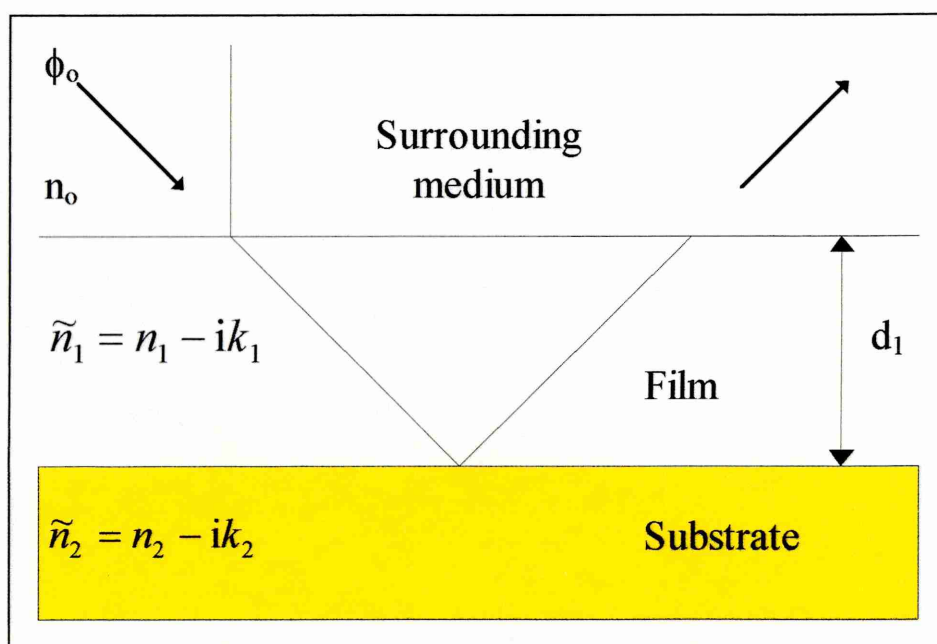 ϕₒ
Surrounding
medium
nₒ
ñ₁ = n₁ − ik₁
d₁
Film
ñ₂ = n₂ − ik₂
Substrate